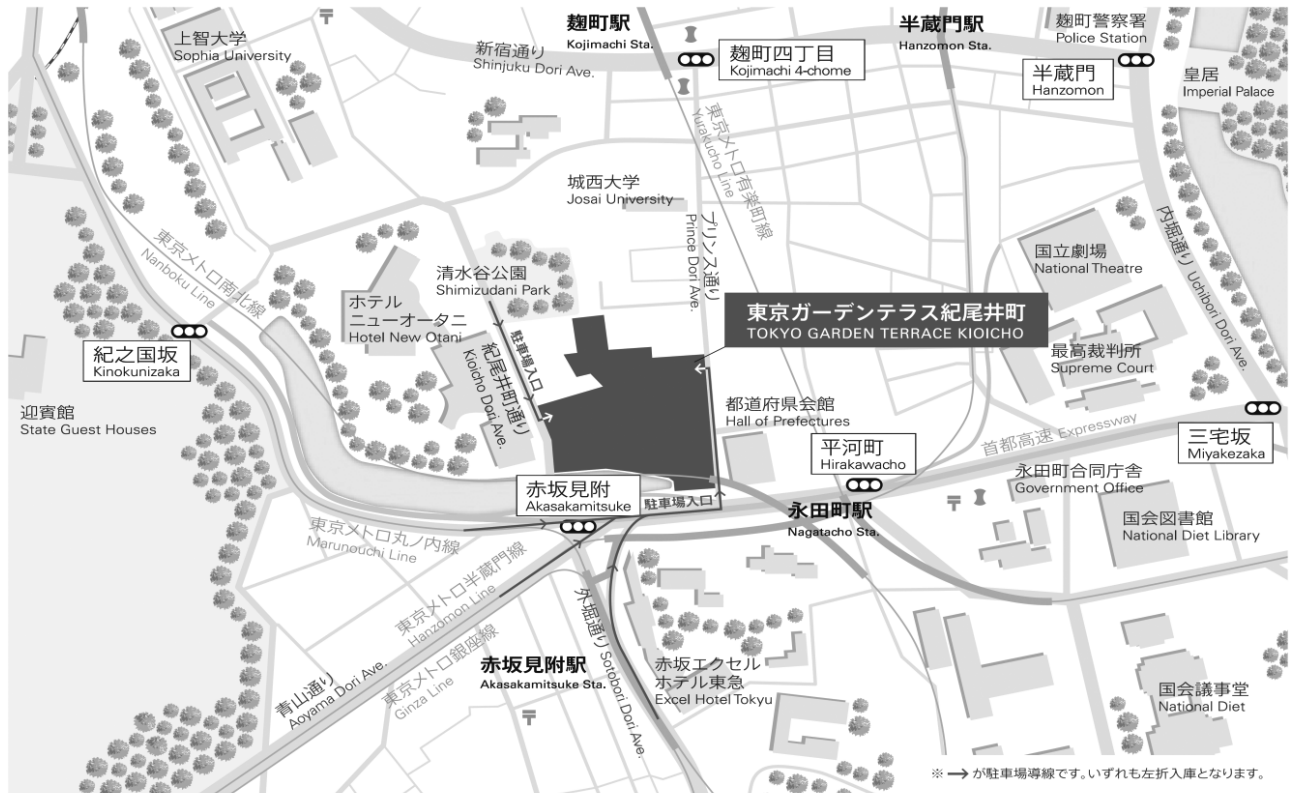 麹町駅
Kojimachi Sta.
半蔵門駅
Hanzomon Sta.
麹町警察署
Police Station
上智大学
Sophia University
新宿通り
Shinjuku Dori Ave.
麹町四丁目
Kojimachi 4-chome
半蔵門
Hanzomon
皇居
Imperial Palace
東京メトロ有楽町線
Yurakucho Line
城西大学
Josai University
プリンス通り
Prince Dori Ave.
内堀通り Uchibori Dori Ave.
国立劇場
National Theatre
東京メトロ南北線
Nanboku Line
清水谷公園
Shimizudani Park
ホテル
ニューオータニ
Hotel New Otani
駐車場入口
紀尾井町通り
Kioicho Dori Ave.
東京ガーデンテラス紀尾井町
TOKYO GARDEN TERRACE KIOICHO
最高裁判所
Supreme Court
紀之国坂
Kinokunizaka
迎賓館
State Guest Houses
都道府県会館
Hall of Prefectures
平河町
Hirakawacho
首都高速 Expressway
三宅坂
Miyakezaka
赤坂見附
Akasakamitsuke
駐車場入口
永田町駅
Nagatacho Sta.
永田町合同庁舎
Government Office
国会図書館
National Diet Library
東京メトロ丸ノ内線
Marunouchi Line
東京メトロ半蔵門線
Hanzomon Line
東京メトロ銀座線
Ginza Line
青山通り
Aoyama Dori Ave.
外堀通り Sotobori Dori Ave.
赤坂見附駅
Akasakamitsuke Sta.
赤坂エクセル
ホテル東急
Excel Hotel Tokyu
国会議事堂
National Diet
※ → が駐車場導線です。いずれも左折入庫となります。